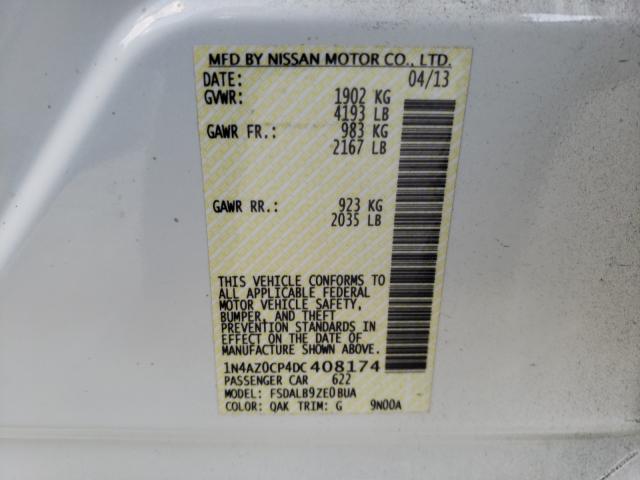 MFD BY NISSAN MOTOR CO., LTD.
DATE: 04/13
GVWR: 1902 KG
4193 LB
GAWR FR.: 983 KG
2167 LB
GAWR RR.: 923 KG
2035 LB
THIS VEHICLE CONFORMS TO
ALL APPLICABLE FEDERAL
MOTOR VEHICLE SAFETY,
BUMPER, AND THEFT
PREVENTION STANDARDS IN
EFFECT ON THE DATE OF
MANUFACTURE SHOWN ABOVE.
1N4AZ0CP4DC408174
PASSENGER CAR 622
MODEL: FSDALB9ZE0BUA
COLOR: QAK TRIM: G 9N00A